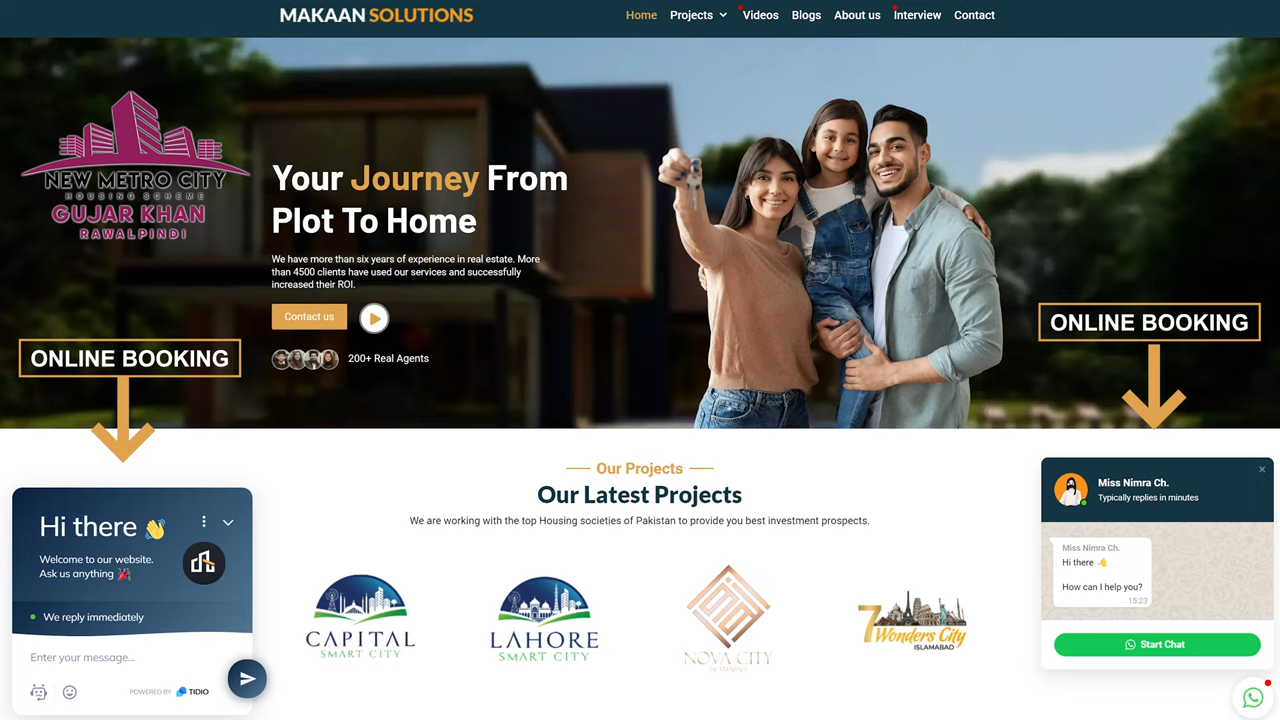 MAKAAN SOLUTIONS
Home Projects Videos Blogs About us Interview Contact
NEW METRO CITY
HOUSING SCHEME
GUJAR KHAN
RAWALPINDI
Your Journey From
Plot To Home
We have more than six years of experience in real estate. More
than 4500 clients have used our services and successfully
increased their ROI.
Contact us
200+ Real Agents
ONLINE BOOKING
ONLINE BOOKING
Our Projects
Our Latest Projects
We are working with the top Housing societies of Pakistan to provide you best investment prospects.
CAPITAL
SMART CITY
LAHORE
SMART CITY
NOVA CITY
ISLAMABAD
7 Wonders City
ISLAMABAD
Hi there
Welcome to our website.
Ask us anything
We reply immediately
Enter your message...
POWERED BY TIDIO
Miss Nimra Ch.
Typically replies in minutes
Miss Nimra Ch.
Hi there
How can I help you?
15:23
Start Chat